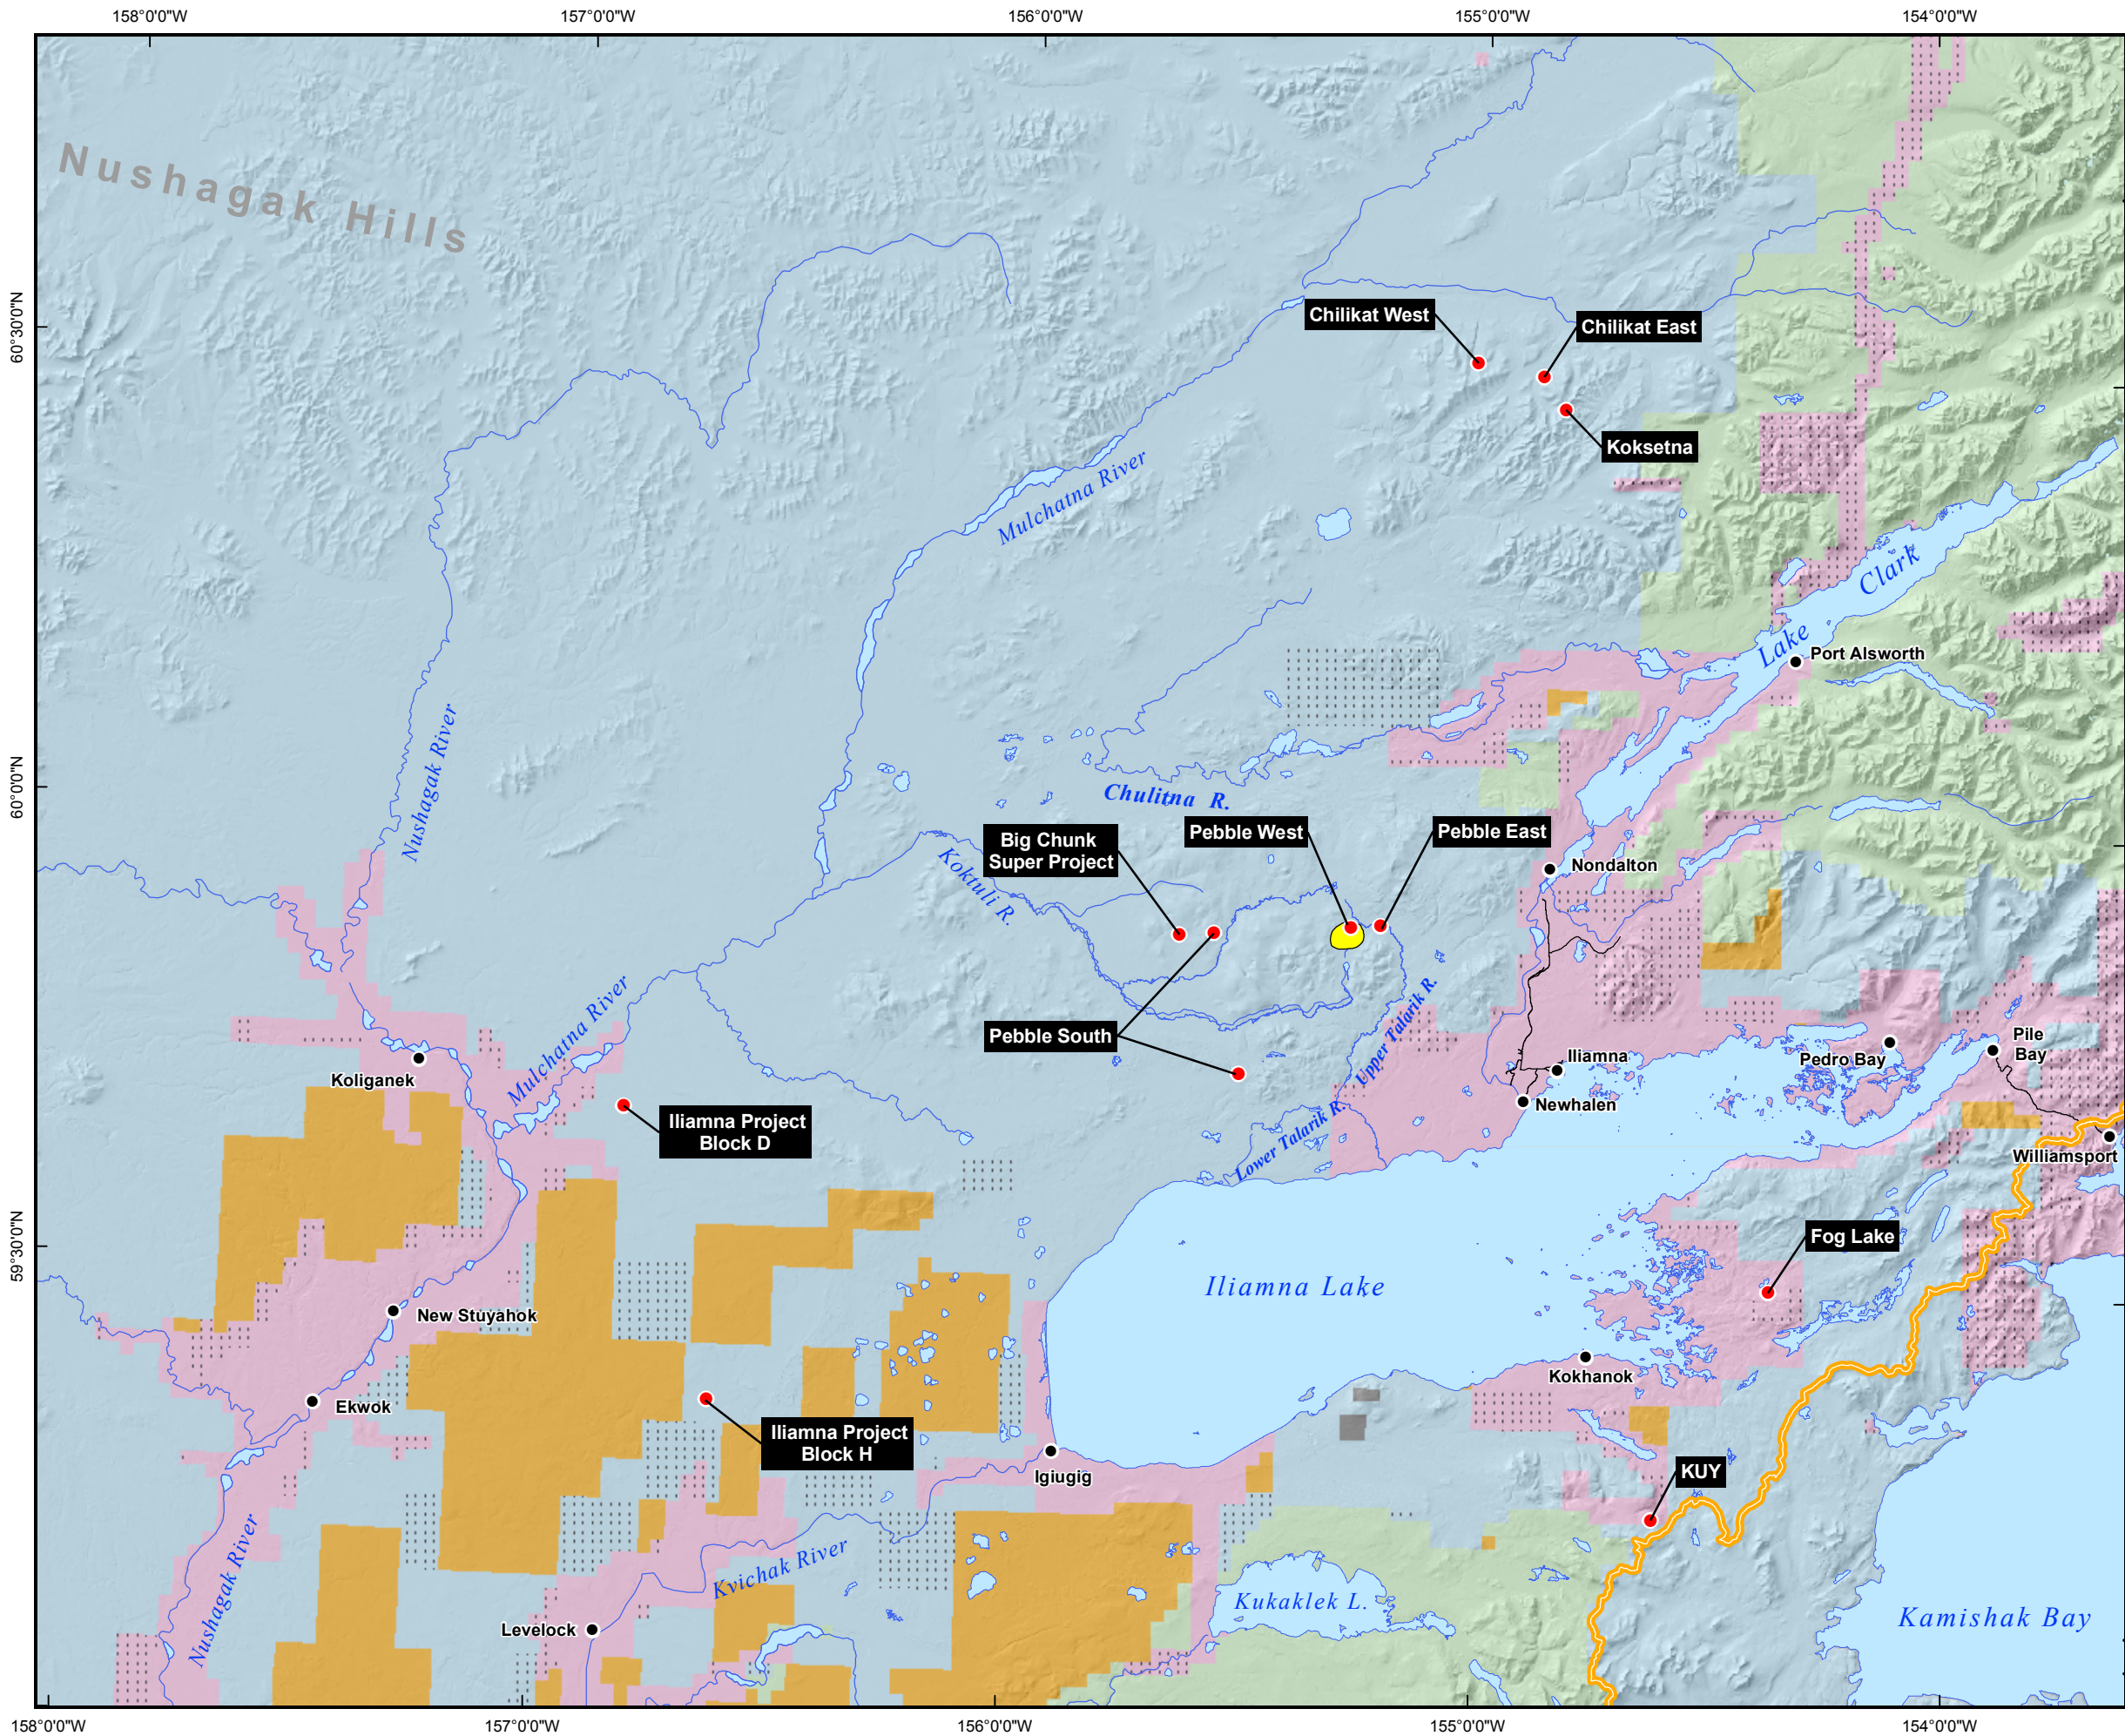 158°0'0"W
157°0'0"W
156°0'0"W
155°0'0"W
154°0'0"W
Nushagak Hills
60°30'0"N
Chilikat West
Chilikat East
Koksetna
Mulchatna River
Lake Clark
Port Alsworth
Nushagak River
60°0'0"N
Chulitna R.
Big Chunk
Super Project
Pebble West
Pebble East
Koktuli R.
Nondalton
Mulchatna River
Pebble South
Upper Talarik R.
Iliamna
Pedro Bay
Pile
Bay
Koliganek
Newhalen
Iliamna Project
Block D
Lower Talarik R.
Williamsport
59°30'0"N
Fog Lake
Iliamna Lake
New Stuyahok
Kokhanok
Ekwok
Iliamna Project
Block H
Igiugig
KUY
Nushagak River
Kvichak River
Kukaklek L.
Kamishak Bay
Levelock
158°0'0"W
157°0'0"W
156°0'0"W
155°0'0"W
154°0'0"W